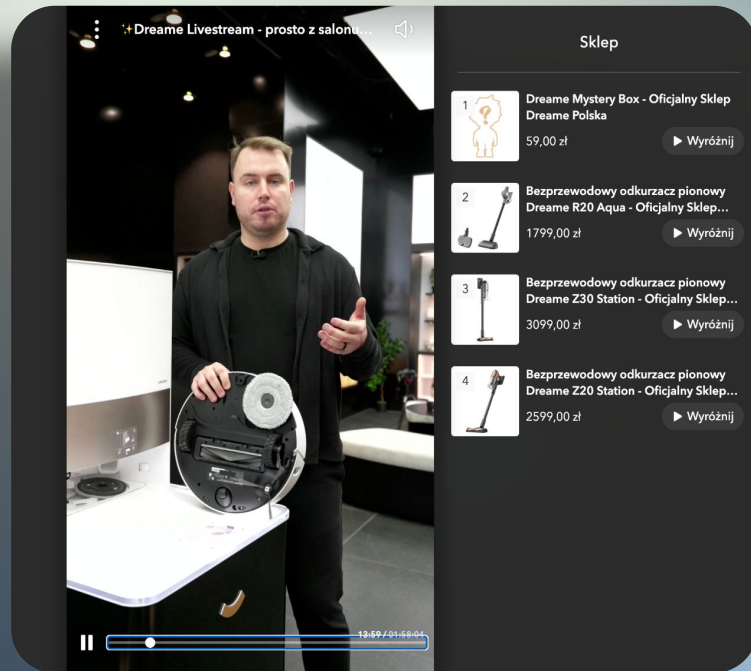 ✨Dreame Livestream - prosto z salonu...
Sklep
1
Dreame Mystery Box - Oficjalny Sklep
Dreame Polska
59,00 zł
Wyróżnij
2
Bezprzewodowy odkurzacz pionowy
Dreame R20 Aqua - Oficjalny Sklep...
1799,00 zł
Wyróżnij
3
Bezprzewodowy odkurzacz pionowy
Dreame Z30 Station - Oficjalny Sklep...
3099,00 zł
Wyróżnij
4
Bezprzewodowy odkurzacz pionowy
Dreame Z20 Station - Oficjalny Sklep...
2599,00 zł
Wyróżnij
13:59 / 01:58:04